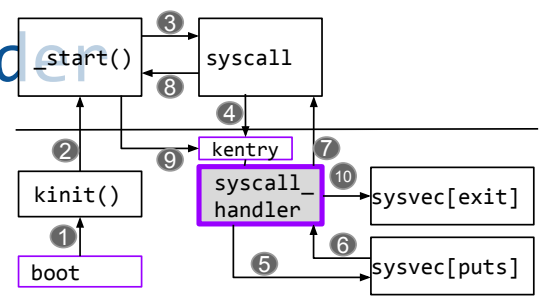 3
der
_start()
syscall
8
4
2
9
kentry
7
kinit()
syscall_
handler
10
sysvec[exit]
1
6
boot
5
sysvec[puts]